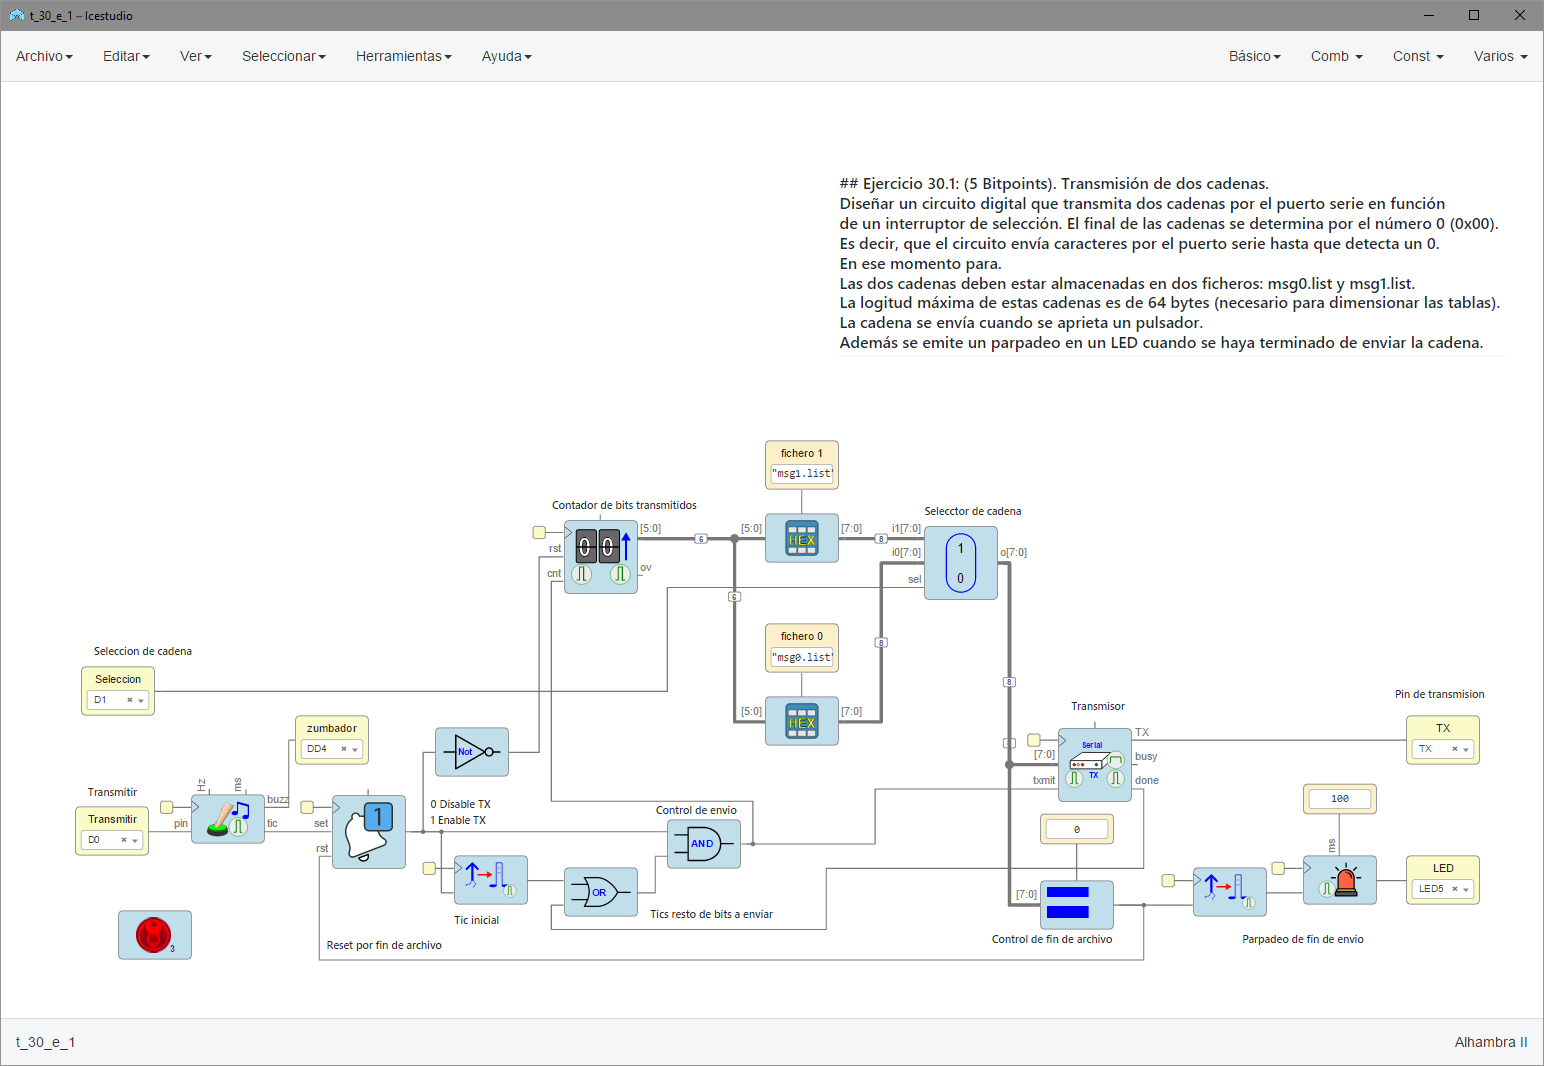 t_30_e_1 – Icestudio
Archivo Editar Ver Seleccionar Herramientas Ayuda Básico Comb Const Varios
## Ejercicio 30.1: (5 Bitpoints). Transmisión de dos cadenas.
Diseñar un circuito digital que transmita dos cadenas por el puerto serie en función
de un interruptor de selección. El final de las cadenas se determina por el número 0 (0x00).
Es decir, que el circuito envía caracteres por el puerto serie hasta que detecta un 0.
En ese momento para.
Las dos cadenas deben estar almacenadas en dos ficheros: msg0.list y msg1.list.
La logitud máxima de estas cadenas es de 64 bytes (necesario para dimensionar las tablas).
La cadena se envía cuando se aprieta un pulsador.
Además se emite un parpadeo en un LED cuando se haya terminado de enviar la cadena.
fichero 1
"msg1.list"
Contador de bits transmitidos
Selecctor de cadena
[5:0] [5:0] [7:0] i1[7:0]
0 0
rst
cnt
ov
6
HEX
8
i0[7:0]
sel
1
0
o[7:0]
6
fichero 0
"msg0.list"
8
[5:0] HEX [7:0]
8
Seleccion de cadena
Seleccion
D1
zumbador
DD4
Not
Transmisor
Pin de transmision
TX
TX
TX
Serial
TX
[7:0]
txmit
busy
done
Transmitir
Transmitir
D0
Hz
ms
pin
buzz
tic
set
rst
1
0 Disable TX
1 Enable TX
Control de envio
AND
0
100
ms
Tic inicial
OR
Tics resto de bits a enviar
[7:0]
Control de fin de archivo
LED
LED5
Parpadeo de fin de envio
Reset por fin de archivo
3
t_30_e_1
Alhambra II